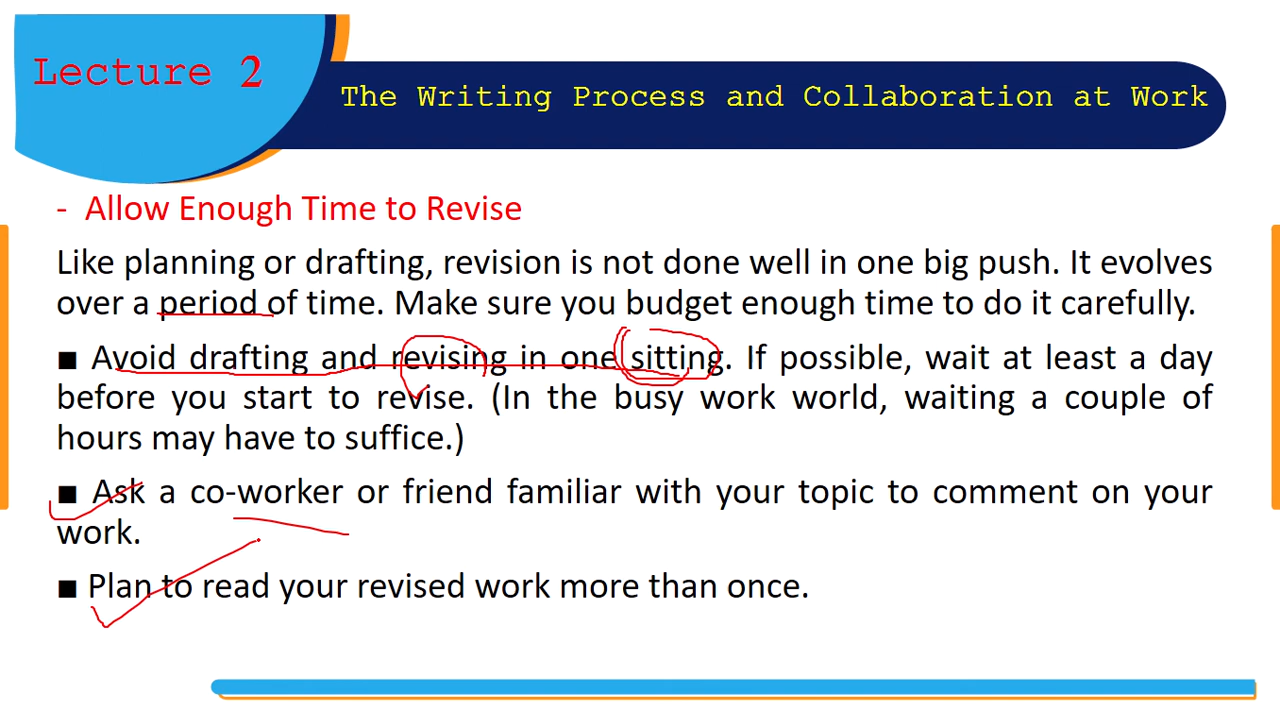 Lecture 2
The Writing Process and Collaboration at Work
- Allow Enough Time to Revise
Like planning or drafting, revision is not done well in one big push. It evolves
over a period of time. Make sure you budget enough time to do it carefully.
■ Avoid drafting and revising in one sitting. If possible, wait at least a day
before you start to revise. (In the busy work world, waiting a couple of
hours may have to suffice.)
■ Ask a co-worker or friend familiar with your topic to comment on your
work.
■ Plan to read your revised work more than once.